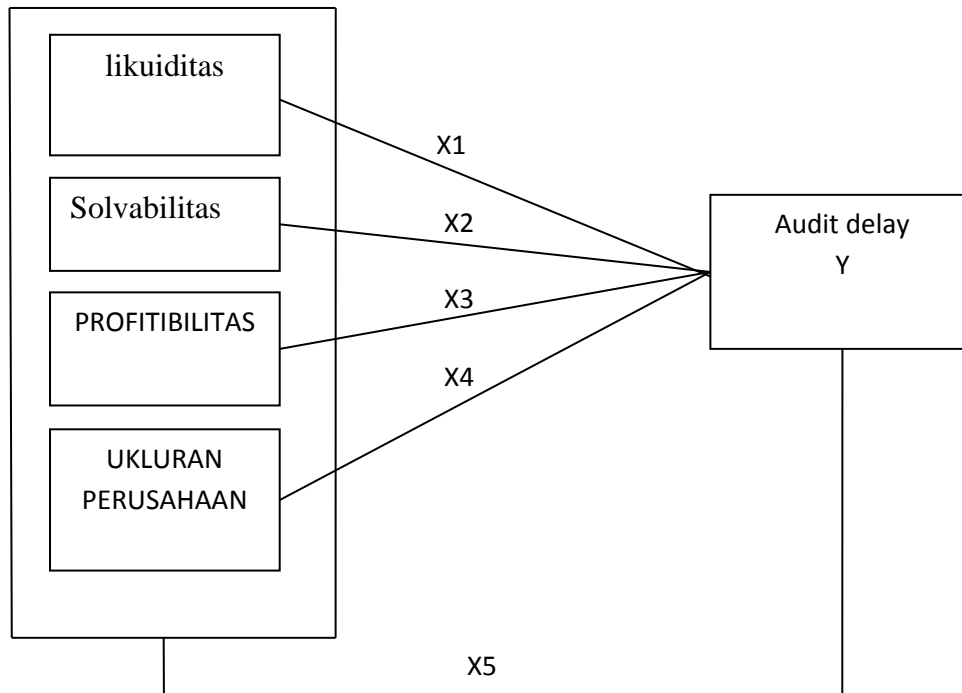 likuiditas
X1
Solvabilitas
X2
Audit delay
Y
X3
PROFITIBILITAS
X4
UKLURAN
PERUSAHAAN
X5